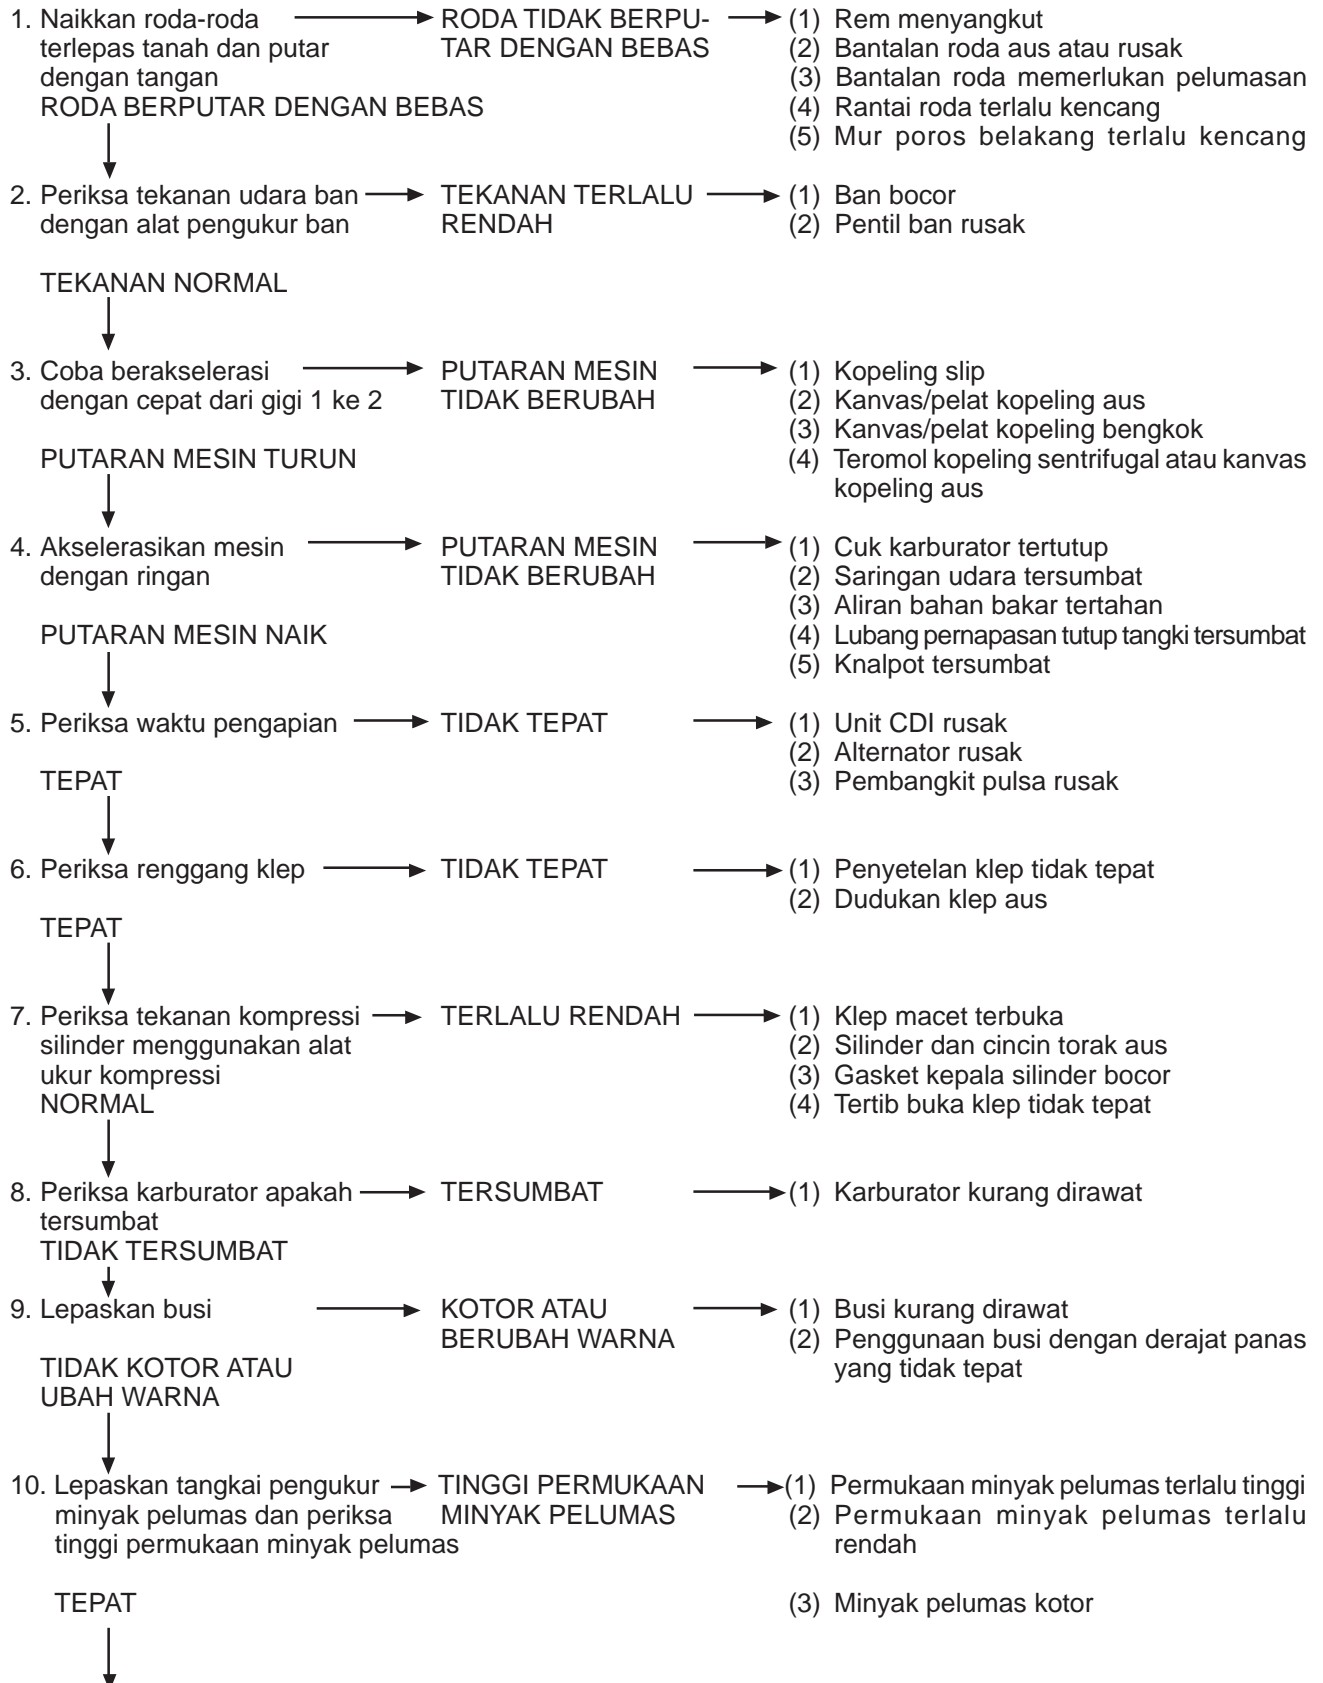 1. Naikkan roda-roda RODA TIDAK BERPU- (1) Rem menyangkut
terlepas tanah dan putar TAR DENGAN BEBAS (2) Bantalan roda aus atau rusak
dengan tangan (3) Bantalan roda memerlukan pelumasan
RODA BERPUTAR DENGAN BEBAS (4) Rantai roda terlalu kencang
(5) Mur poros belakang terlalu kencang
2. Periksa tekanan udara ban TEKANAN TERLALU (1) Ban bocor
dengan alat pengukur ban RENDAH (2) Pentil ban rusak
TEKANAN NORMAL
3. Coba berakselerasi PUTARAN MESIN (1) Kopeling slip
dengan cepat dari gigi 1 ke 2 TIDAK BERUBAH (2) Kanvas/pelat kopeling aus
(3) Kanvas/pelat kopeling bengkok
PUTARAN MESIN TURUN (4) Teromol kopeling sentrifugal atau kanvas
kopeling aus
4. Akselerasikan mesin PUTARAN MESIN (1) Cuk karburator tertutup
dengan ringan TIDAK BERUBAH (2) Saringan udara tersumbat
(3) Aliran bahan bakar tertahan
PUTARAN MESIN NAIK (4) Lubang pernapasan tutup tangki tersumbat
(5) Knalpot tersumbat
5. Periksa waktu pengapian TIDAK TEPAT (1) Unit CDI rusak
(2) Alternator rusak
TEPAT (3) Pembangkit pulsa rusak
6. Periksa renggang klep TIDAK TEPAT (1) Penyetelan klep tidak tepat
(2) Dudukan klep aus
TEPAT
7. Periksa tekanan kompressi TERLALU RENDAH (1) Klep macet terbuka
silinder menggunakan alat (2) Silinder dan cincin torak aus
ukur kompressi (3) Gasket kepala silinder bocor
NORMAL (4) Tertib buka klep tidak tepat
8. Periksa karburator apakah TERSUMBAT (1) Karburator kurang dirawat
tersumbat
TIDAK TERSUMBAT
9. Lepaskan busi KOTOR ATAU (1) Busi kurang dirawat
BERUBAH WARNA (2) Penggunaan busi dengan derajat panas
TIDAK KOTOR ATAU yang tidak tepat
UBAH WARNA
10. Lepaskan tangkai pengukur TINGGI PERMUKAAN (1) Permukaan minyak pelumas terlalu tinggi
minyak pelumas dan periksa MINYAK PELUMAS (2) Permukaan minyak pelumas terlalu
tinggi permukaan minyak pelumas rendah
TEPAT (3) Minyak pelumas kotor